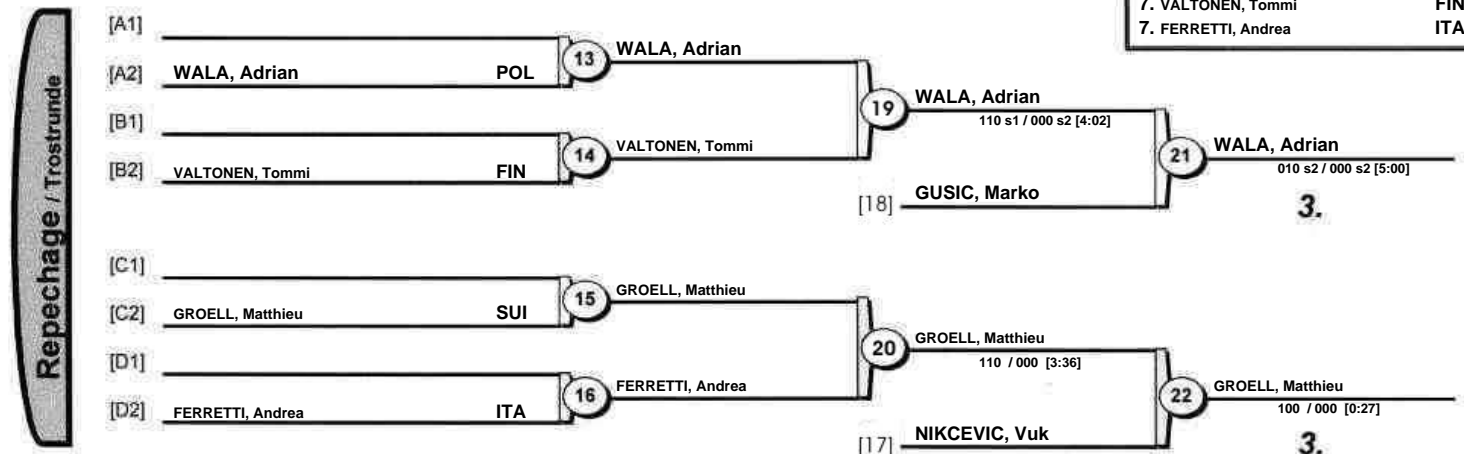 7. VALTONEN, Tommi FIN
7. FERRETTI, Andrea ITA
Repechage / Trostrunde
[A1]
[A2] WALA, Adrian POL
13 WALA, Adrian
[B1]
[B2] VALTONEN, Tommi FIN
14 VALTONEN, Tommi
19 WALA, Adrian
110 s1 / 000 s2 [4:02]
[18] GUSIC, Marko
21 WALA, Adrian
010 s2 / 000 s2 [5:00]
3.
[C1]
[C2] GROELL, Matthieu SUI
15 GROELL, Matthieu
[D1]
[D2] FERRETTI, Andrea ITA
16 FERRETTI, Andrea
20 GROELL, Matthieu
110 / 000 [3:36]
[17] NIKCEVIC, Vuk
22 GROELL, Matthieu
100 / 000 [0:27]
3.